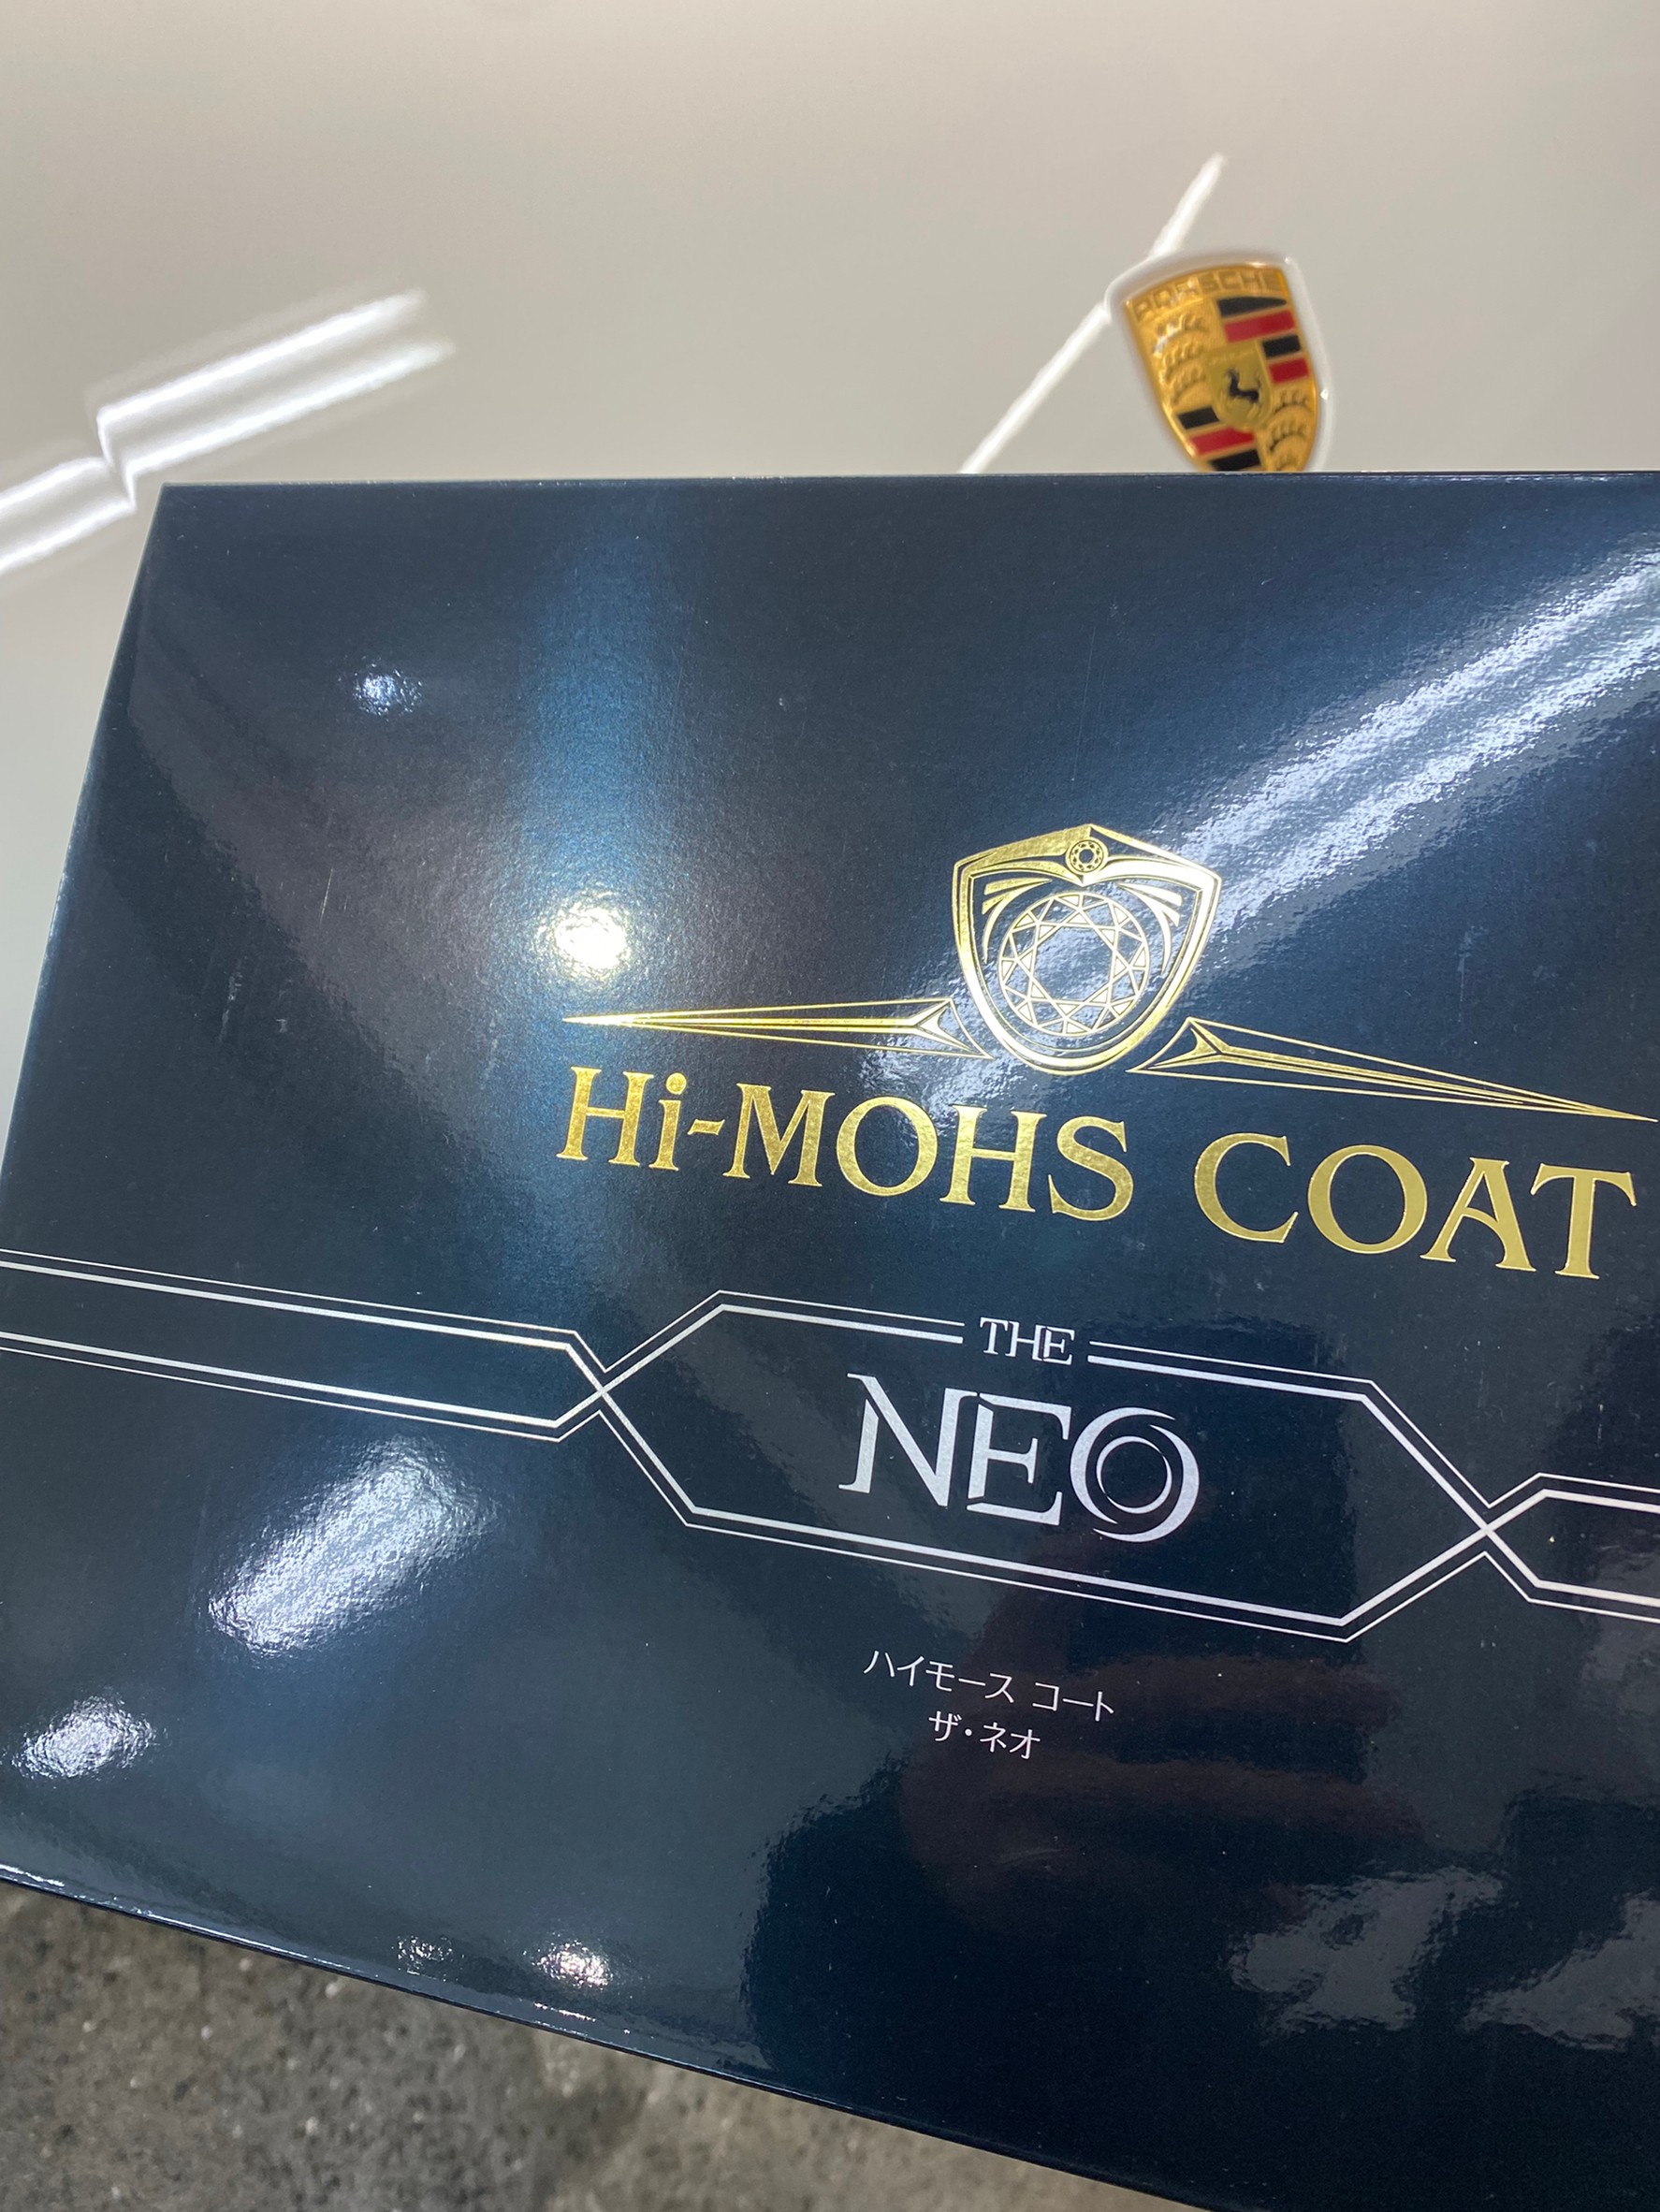 PORSCHE
Hi-MOHS COAT
THE
NEO
ハイモース コート
ザ・ネオ